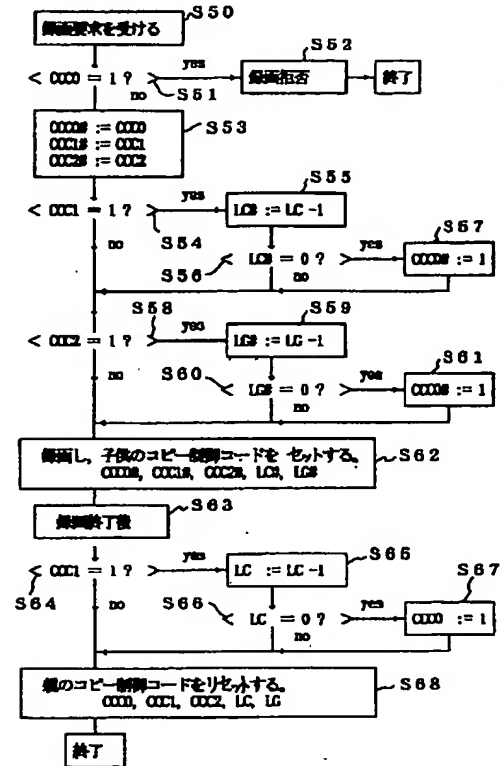 S50
録画要求を受ける
< CCC0 = 1 ? > yes
no S51
S52
録画拒否
終了
S53
CCC0# := CCC0
CCC1# := CCC1
CCC2# := CCC2
< CCC1 = 1 ? > yes
no S54
S55
LC# := LC -1
< LC# = 0 ? > yes
S56 no
S57
CCC0# := 1
S58
< CCC2 = 1 ? > yes
no
S59
LG# := LG -1
S60
< LG# = 0 ? > yes
no
S61
CCC0# := 1
録画し, 子供のコピー制御コードを セットする。
CCC0#, CCC1#, CCC2#, LC#, LG#
S62
S63
録画終了後
< CCC1 = 1 ? > yes
S64 no
S65
LC := LC -1
S66
< LC = 0 ? > yes
no
S67
CCC0 := 1
親のコピー制御コードをリセットする。
CCC0, CCC1, CCC2, LC, LG
S68
終了